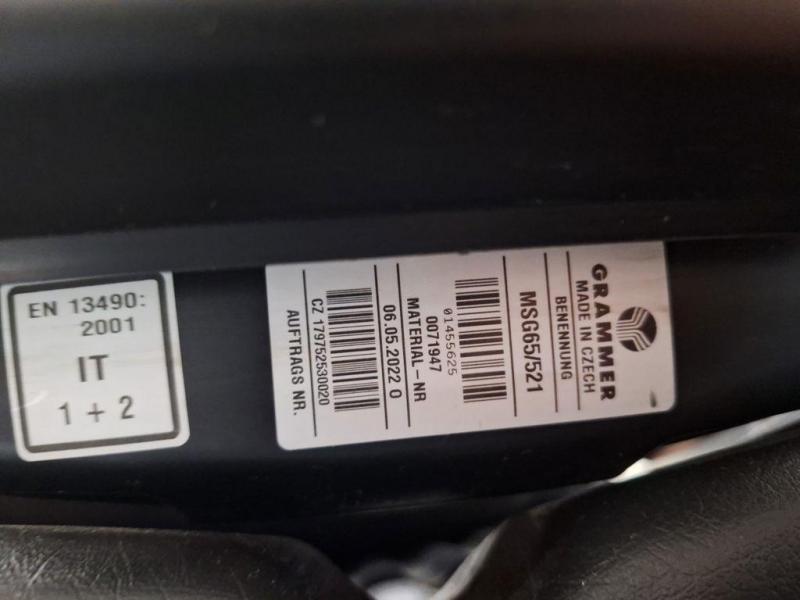 EN 13490:
2001
IT
1 + 2
GRAMMER
MADE IN CZECH
BENENNUNG
MSG65/521
01455625
0071947
MATERIAL-NR
06.05.2022 0
CZ 179752530020
AUFTRAGS NR.